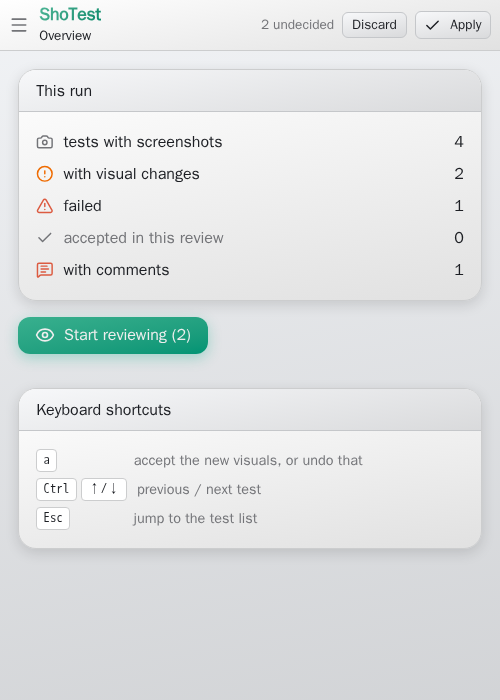 ShoTest
Overview
2 undecided
Discard
Apply
This run
tests with screenshots 4
with visual changes 2
failed 1
accepted in this review 0
with comments 1
Start reviewing (2)
Keyboard shortcuts
a accept the new visuals, or undo that
Ctrl ↑/↓ previous / next test
Esc jump to the test list